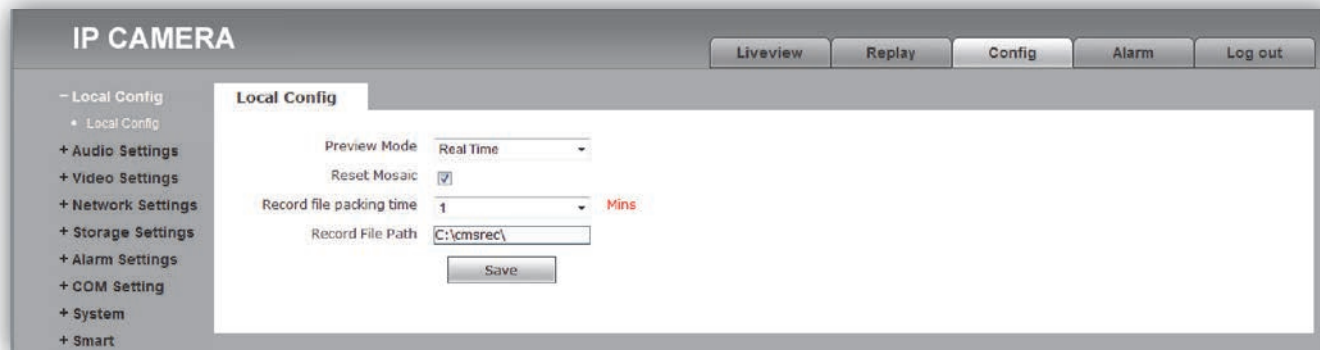 IP CAMERA
Liveview
Replay
Config
Alarm
Log out
− Local Config
• Local Config
+ Audio Settings
+ Video Settings
+ Network Settings
+ Storage Settings
+ Alarm Settings
+ COM Setting
+ System
+ Smart
Local Config
Preview Mode Real Time
Reset Mosaic
Record file packing time 1 Mins
Record File Path C:\cmsrec\
Save